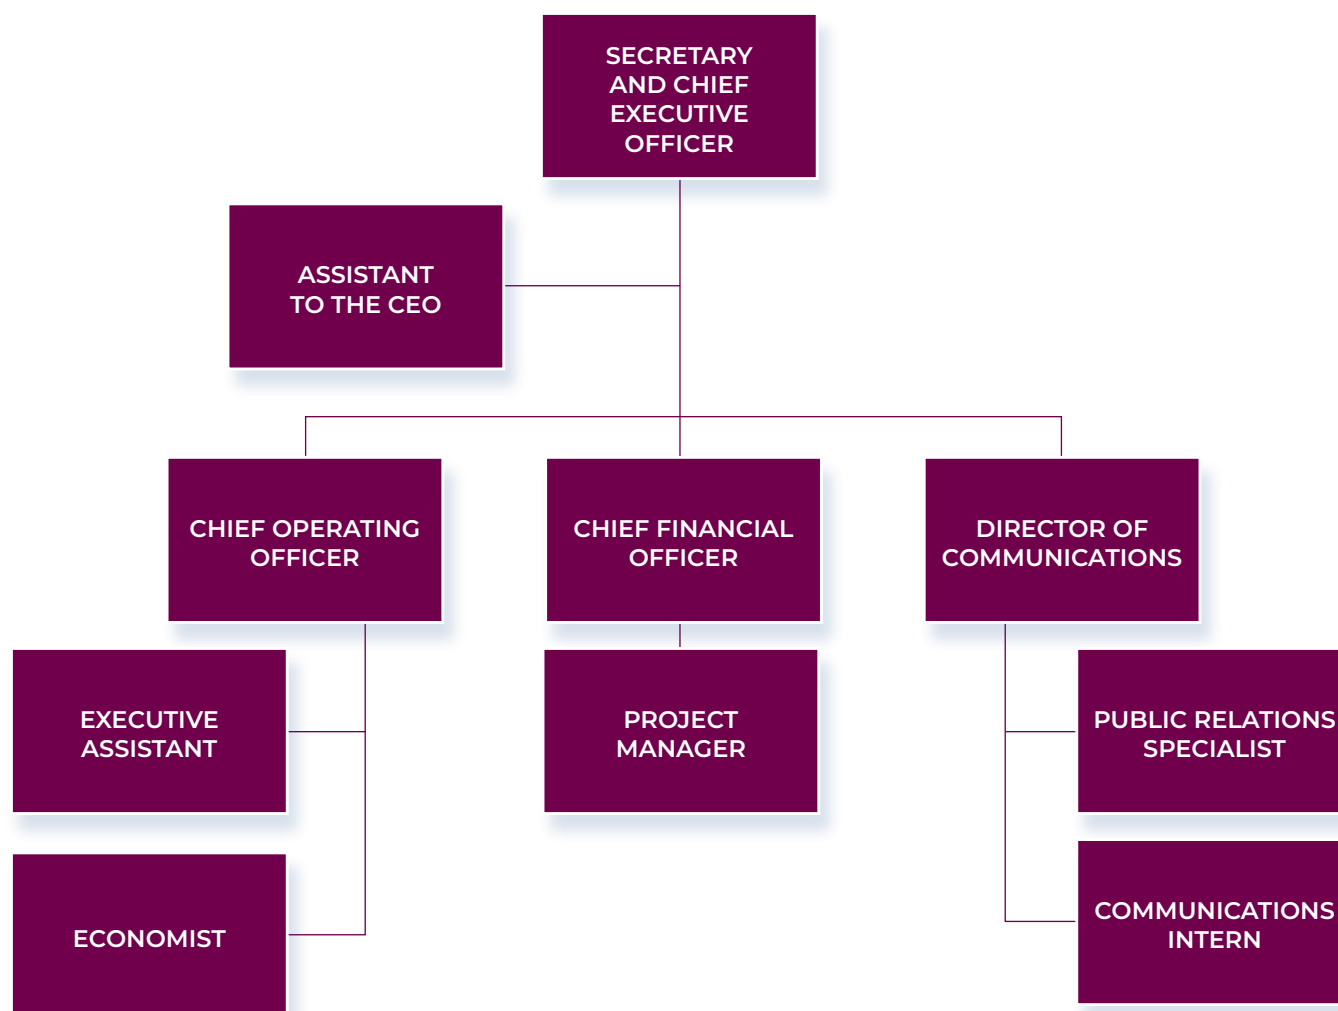 SECRETARY
AND CHIEF
EXECUTIVE
OFFICER
ASSISTANT
TO THE CEO
CHIEF OPERATING
OFFICER
CHIEF FINANCIAL
OFFICER
DIRECTOR OF
COMMUNICATIONS
EXECUTIVE
ASSISTANT
PROJECT
MANAGER
PUBLIC RELATIONS
SPECIALIST
ECONOMIST
COMMUNICATIONS
INTERN